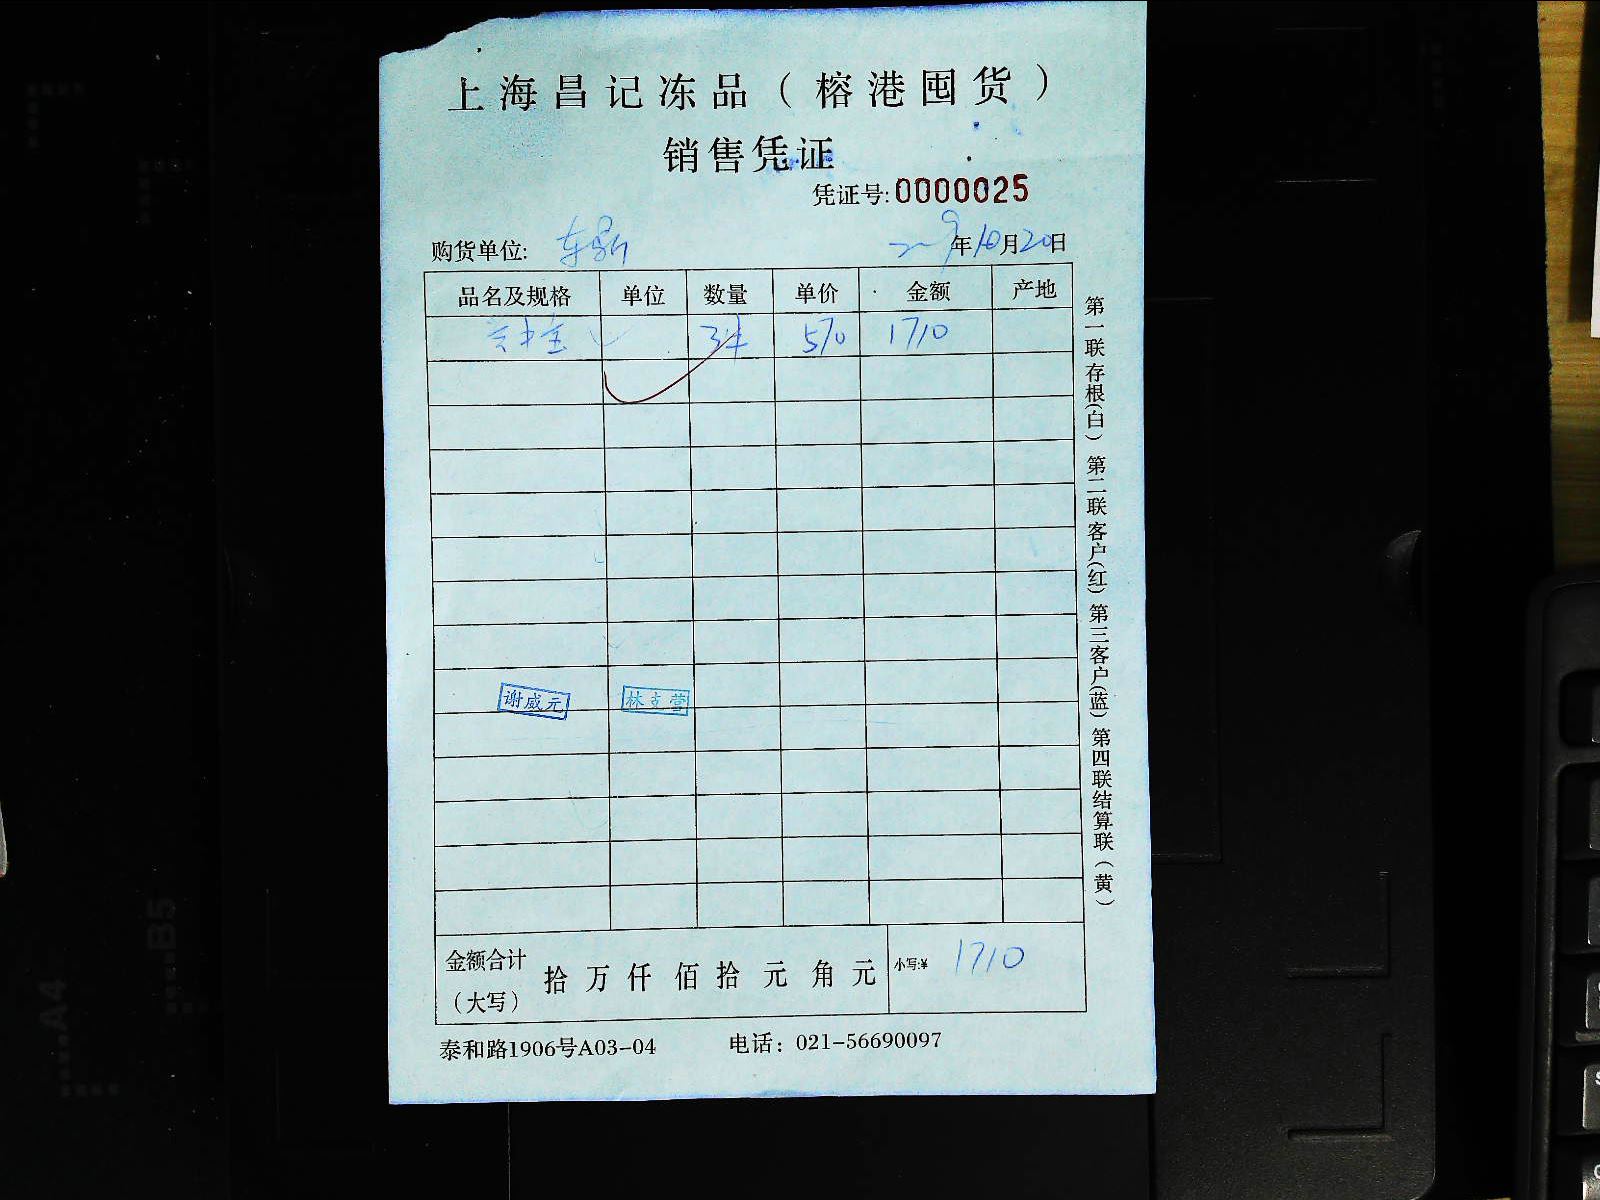 上海昌记冻品（榕港囤货）
销售凭证
凭证号:0000025
购货单位: 年10月20日
品名及规格 单位 数量 单价 金额 产地
3件 570 1710
谢威元 林支营
金额合计（大写） 拾 万 仟 佰 拾 元 角 元 小写:¥ 1710
泰和路1906号A03-04 电话：021-56690097
第一联存根(白) 第二联客户(红) 第三客户(蓝) 第四联结算联(黄)
A4
B5